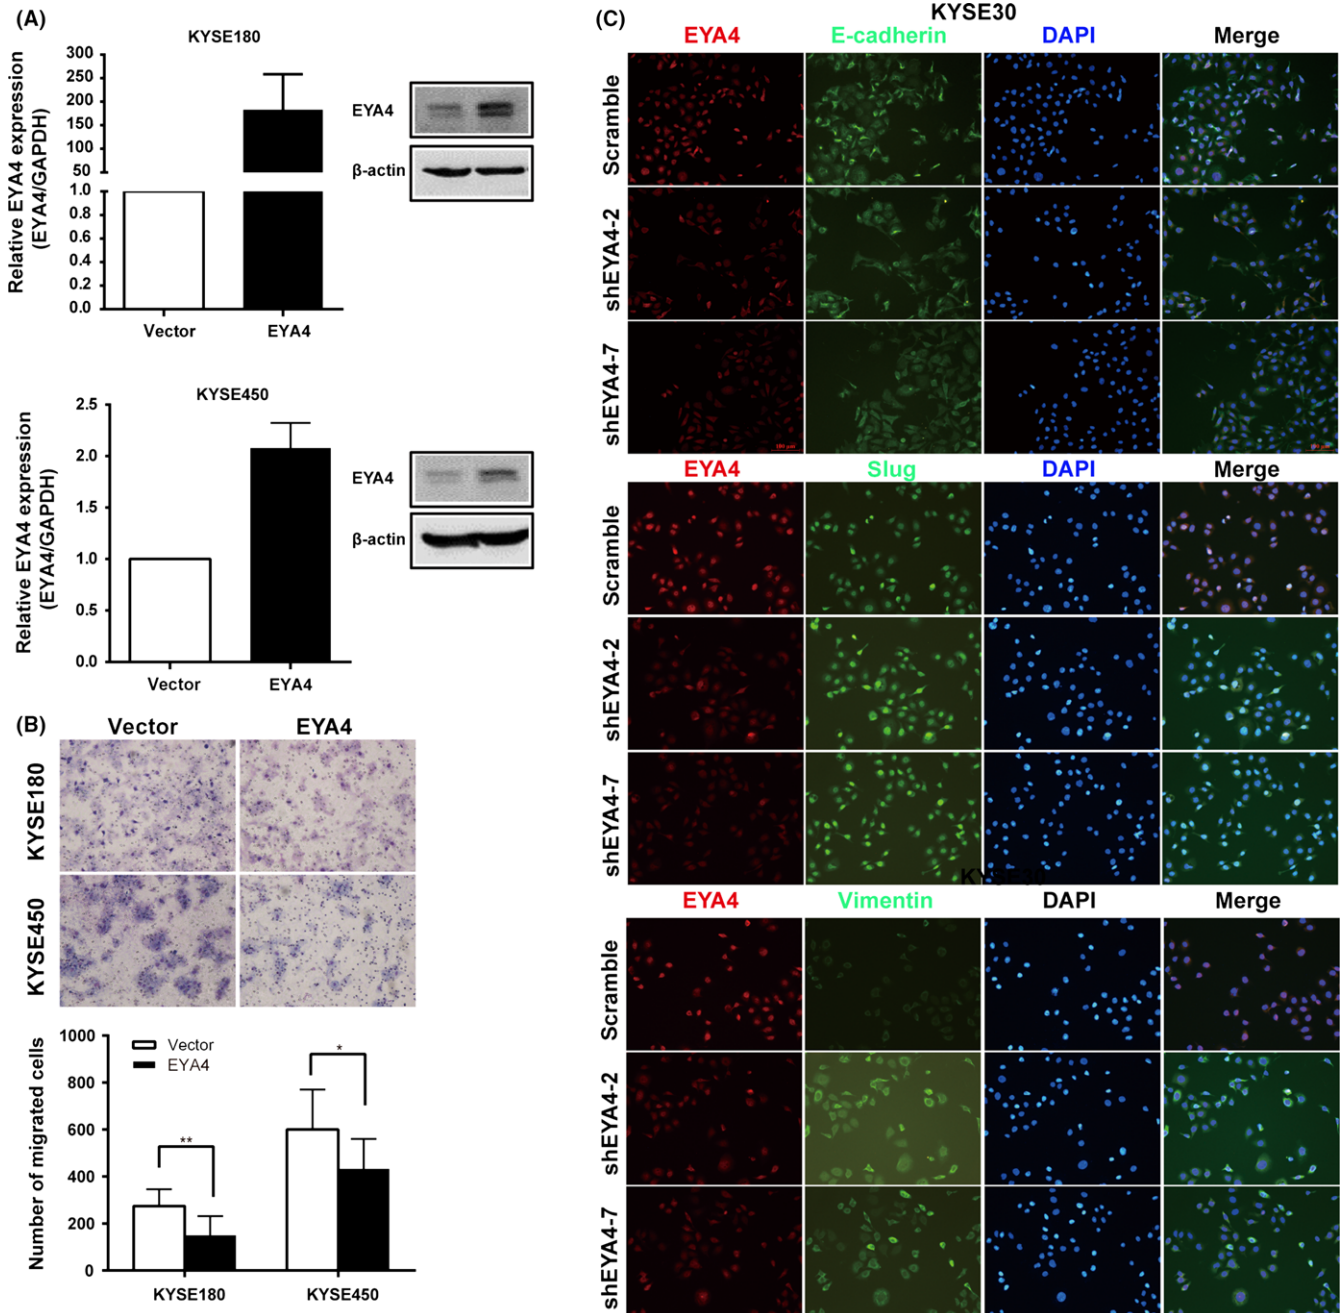 (A)
KYSE180
Relative EYA4 expression
(EYA4/GAPDH)
300
250
200
150
100
50
1.0
0.8
0.6
0.4
0.2
0.0
Vector EYA4
EYA4
β-actin
KYSE450
Relative EYA4 expression
(EYA4/GAPDH)
2.5
2.0
1.5
1.0
0.5
0.0
Vector EYA4
EYA4
β-actin
(B)
Vector EYA4
KYSE180
KYSE450
Number of migrated cells
1000
800
600
400
200
0
Vector
EYA4
**
*
KYSE180 KYSE450
(C)
KYSE30
EYA4 E-cadherin DAPI Merge
Scramble
shEYA4-2
shEYA4-7
100 μm
EYA4 Slug DAPI Merge
Scramble
shEYA4-2
shEYA4-7
KYSE30
EYA4 Vimentin DAPI Merge
Scramble
shEYA4-2
shEYA4-7